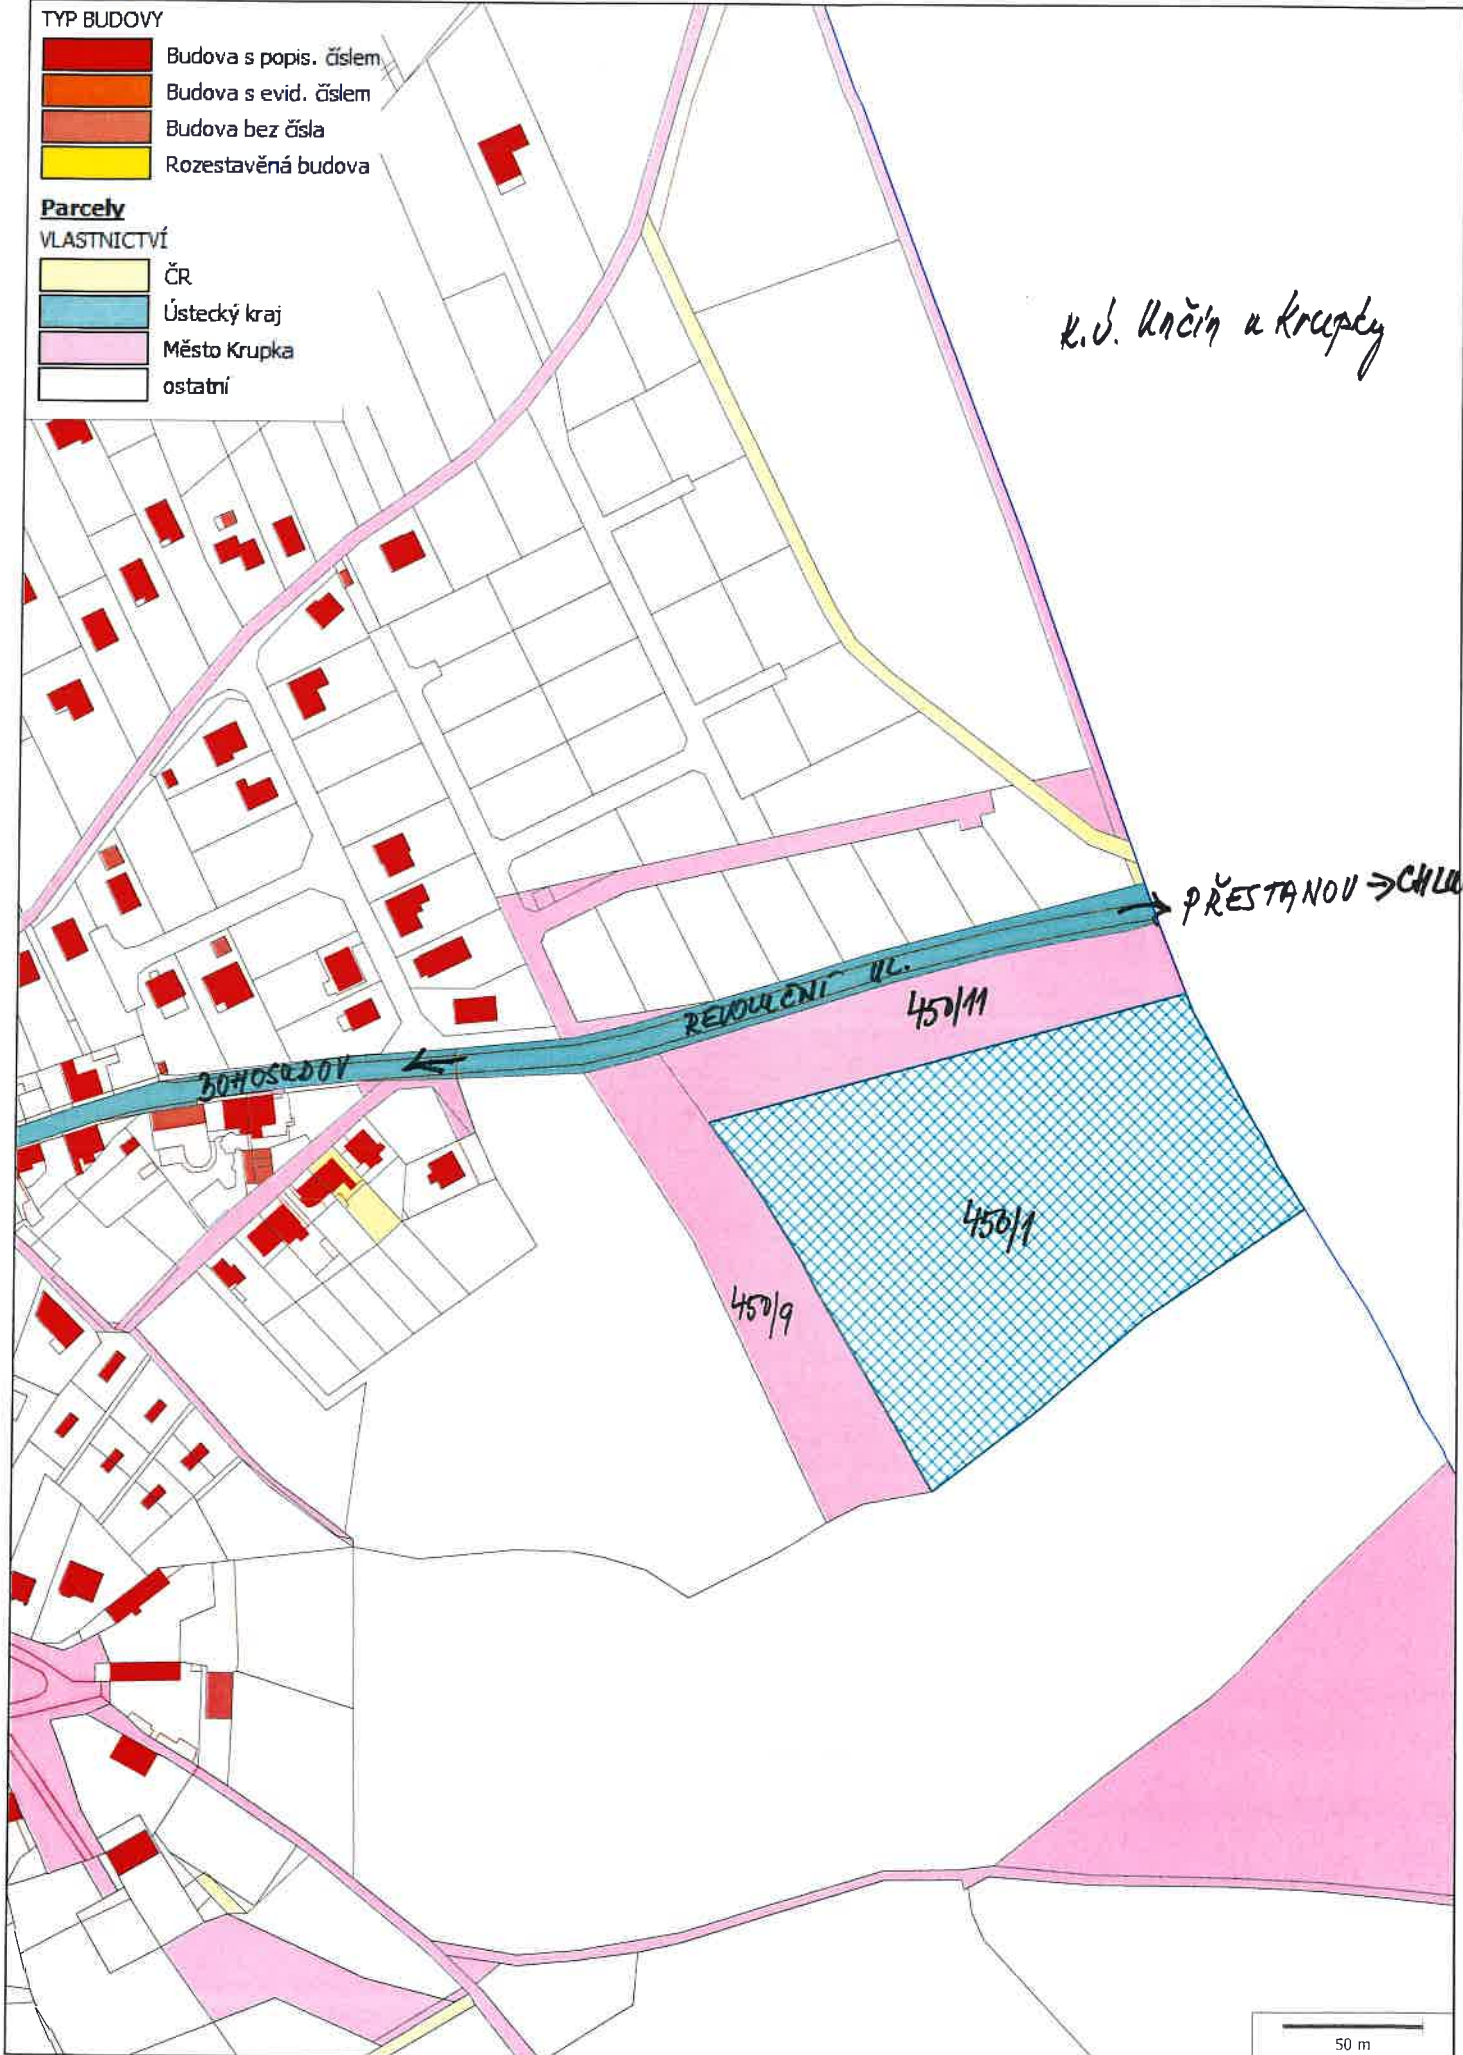 TYP BUDOVY
Budova s popis. číslem
Budova s evid. číslem
Budova bez čísla
Rozestavěná budova
Parcely
VLASTNICTVÍ
ČR
Ústecký kraj
Město Krupka
ostatní
K.Ú. Unčín u Krupky
PŘESTANOV → CHLU
REVOLUČNÍ UL.
450/11
BOHOSUDOV ←
450/1
450/9
50 m